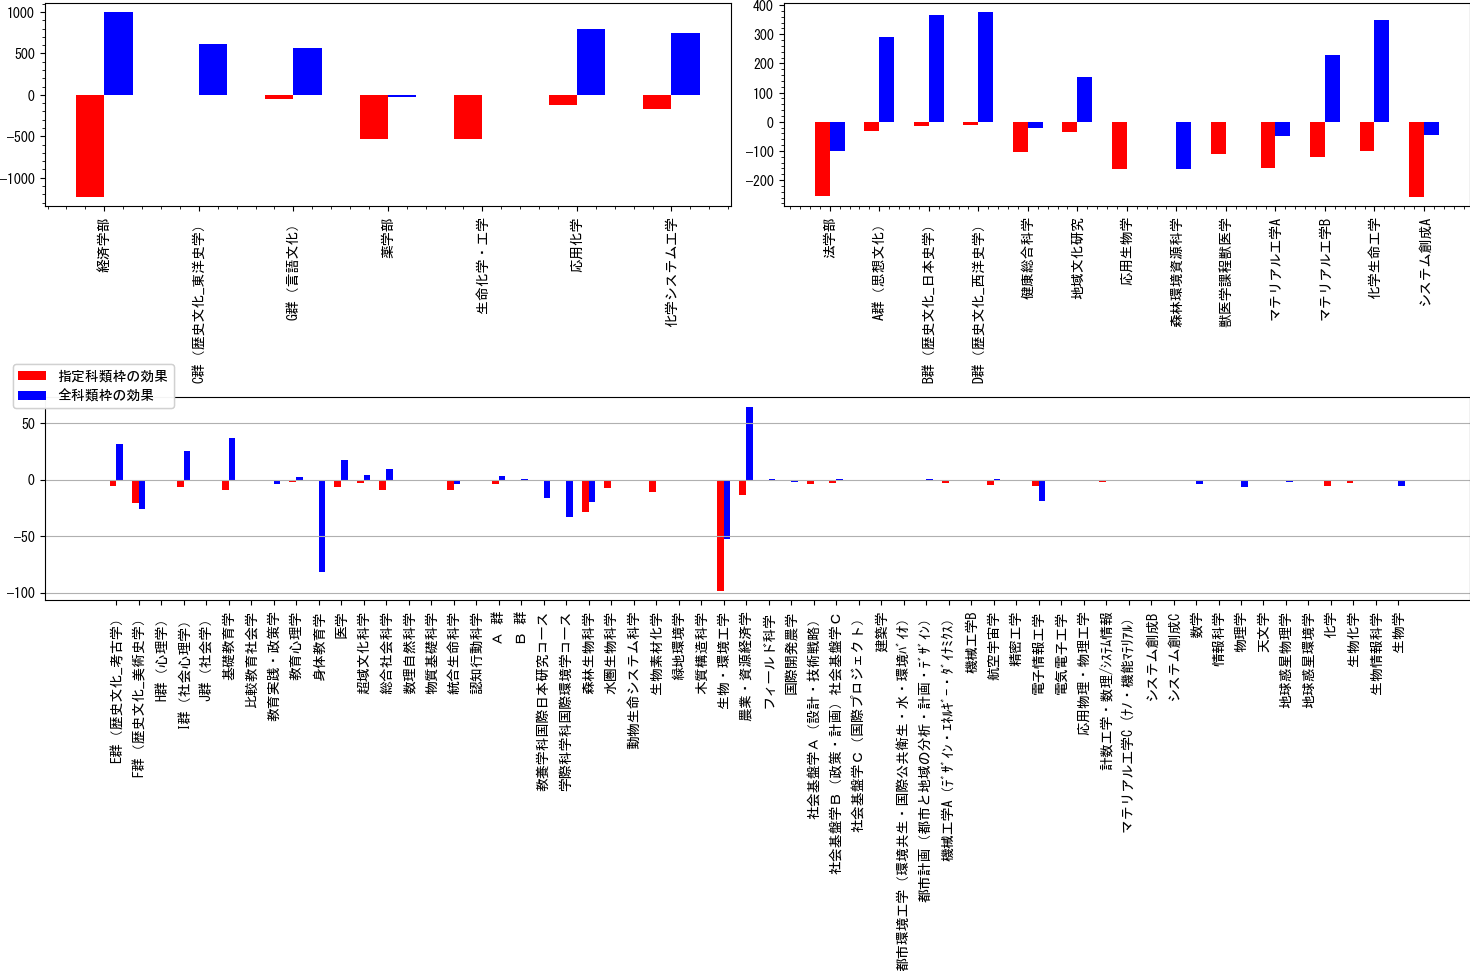 1000
500
0
−500
−1000
経済学部
C群（歴史文化_東洋史学）
G群（言語文化）
薬学部
生命化学・工学
応用化学
化学システム工学
400
300
200
100
0
−100
−200
法学部
A群（思想文化）
B群（歴史文化_日本史学）
D群（歴史文化_西洋史学）
健康総合科学
地域文化研究
応用生物学
森林環境資源科学
獣医学課程獣医学
マテリアル工学A
マテリアル工学B
化学生命工学
システム創成A
指定科類枠の効果
全科類枠の効果
50
0
−50
−100
E群（歴史文化_考古学）
F群（歴史文化_美術史学）
H群（心理学）
I群（社会心理学）
J群（社会学）
基礎教育学
比較教育社会学
教育実践・政策学
教育心理学
身体教育学
医学
超域文化科学
総合社会科学
数理自然科学
物質基礎科学
統合生命科学
認知行動科学
Ａ　群
Ｂ　群
教養学科国際日本研究コース
学際科学科国際環境学コース
森林生物科学
水圏生物科学
動物生命システム科学
生物素材化学
緑地環境学
木質構造科学
生物・環境工学
農業・資源経済学
フィールド科学
国際開発農学
社会基盤学Ａ（設計・技術戦略）
社会基盤学Ｂ（政策・計画）社会基盤学Ｃ
社会基盤学Ｃ（国際プロジェクト）
建築学
都市環境工学（環境共生・国際公共衛生・水・環境ﾊﾞｲｵ）
都市計画（都市と地域の分析・計画・ﾃﾞｻﾞｲﾝ）
機械工学A（ﾃﾞｻﾞｲﾝ・ｴﾈﾙｷﾞｰ・ﾀﾞｲﾅﾐｸｽ）
機械工学B
航空宇宙学
精密工学
電子情報工学
電気電子工学
応用物理・物理工学
計数工学・数理/ｼｽﾃﾑ情報
マテリアル工学C（ﾅﾉ・機能ﾏﾃﾘｱﾙ）
システム創成B
システム創成C
数学
情報科学
物理学
天文学
地球惑星物理学
地球惑星環境学
化学
生物化学
生物情報科学
生物学